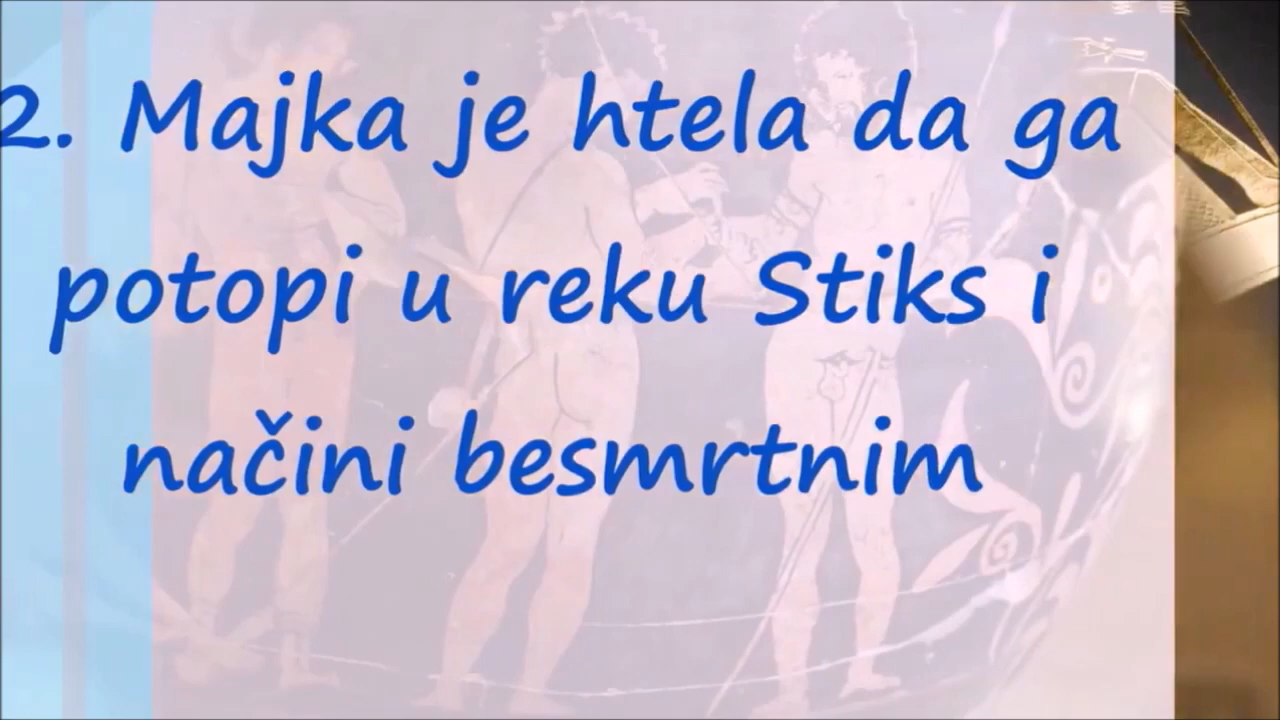 2. Majka je htela da ga
potopi u reku Stiks i
načini besmrtnim